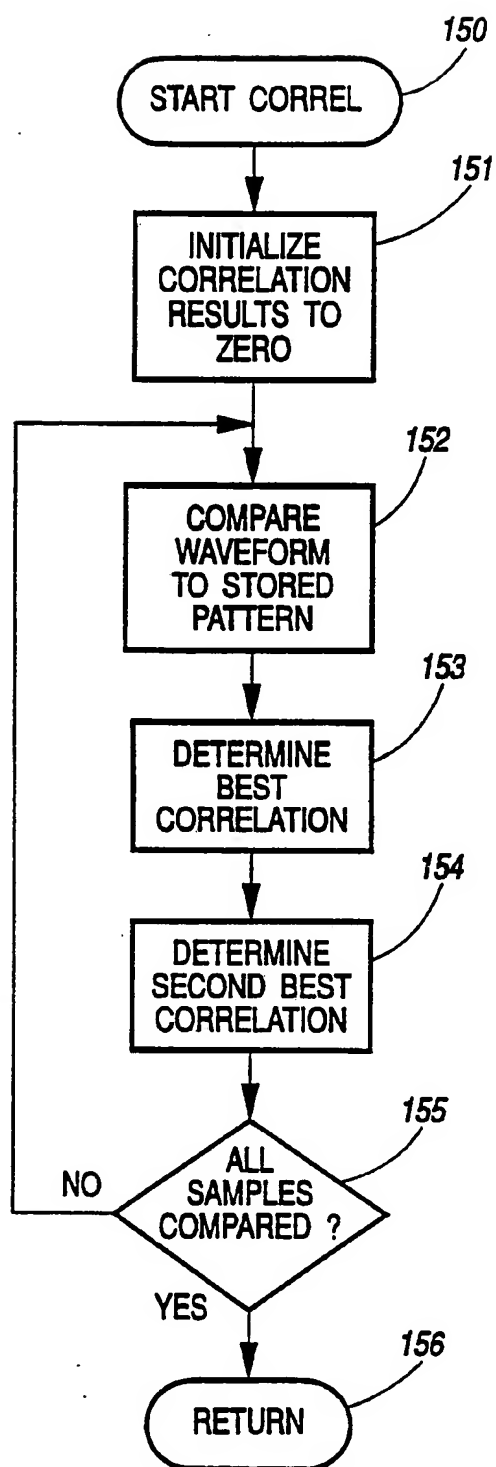 150
START CORREL
151
INITIALIZE
CORRELATION
RESULTS TO
ZERO
152
COMPARE
WAVEFORM
TO STORED
PATTERN
153
DETERMINE
BEST
CORRELATION
154
DETERMINE
SECOND BEST
CORRELATION
155
ALL
SAMPLES
COMPARED ?
NO
YES
156
RETURN